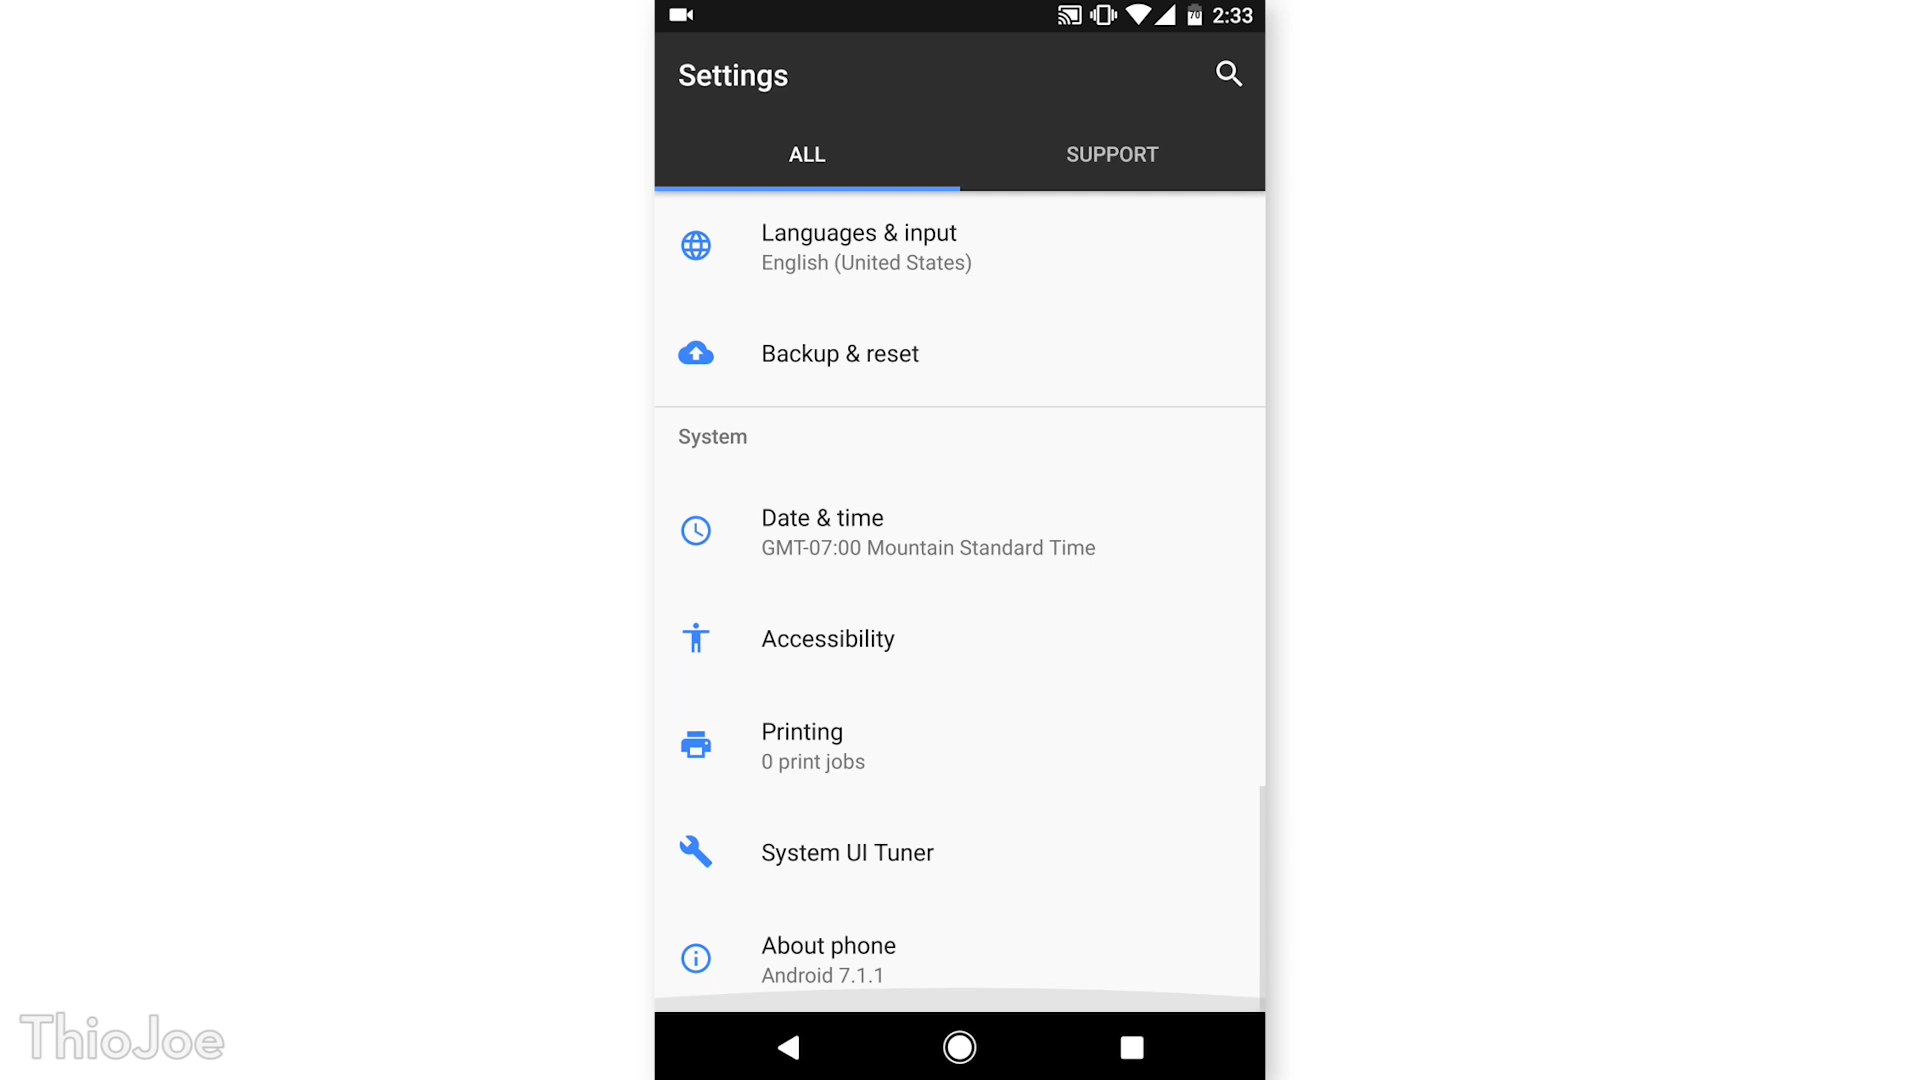 70 2:33
Settings
ALL SUPPORT
Languages & input
English (United States)
Backup & reset
System
Date & time
GMT-07:00 Mountain Standard Time
Accessibility
Printing
0 print jobs
System UI Tuner
About phone
Android 7.1.1
ThioJoe